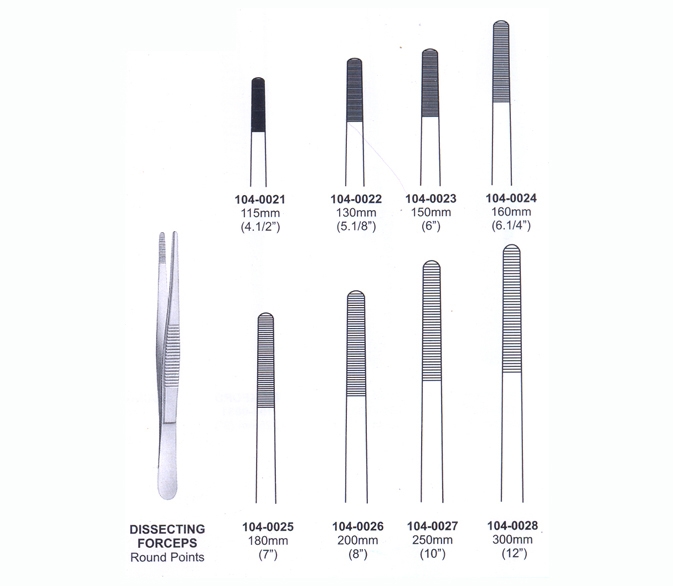 104-0021
115mm
(4.1/2")
104-0022
130mm
(5.1/8")
104-0023
150mm
(6")
104-0024
160mm
(6.1/4")
DISSECTING
FORCEPS
Round Points
104-0025
180mm
(7")
104-0026
200mm
(8")
104-0027
250mm
(10")
104-0028
300mm
(12")